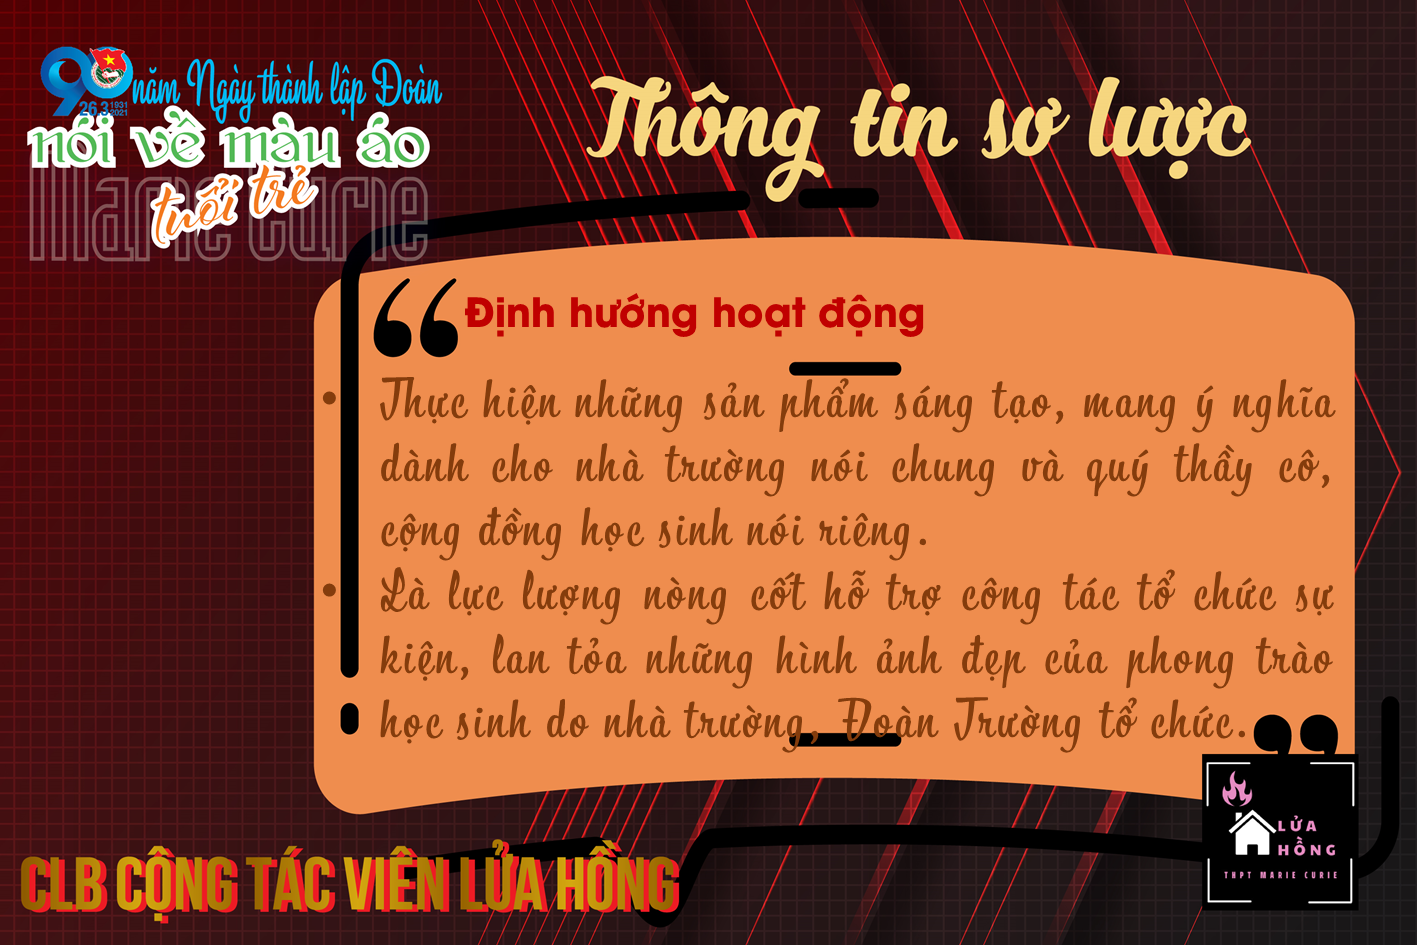 90 năm Ngày thành lập Đoàn
26.3 1931 2021
nói về màu áo
tuổi trẻ
Marie curie
Thông tin sơ lược
“ Định hướng hoạt động
• Thực hiện những sản phẩm sáng tạo, mang ý nghĩa
dành cho nhà trường nói chung và quý thầy cô,
cộng đồng học sinh nói riêng.
• Là lực lượng nòng cốt hỗ trợ công tác tổ chức sự
kiện, lan tỏa những hình ảnh đẹp của phong trào
học sinh do nhà trường, Đoàn Trường tổ chức. ”
LỬA
HỒNG
THPT MARIE CURIE
CLB CỘNG TÁC VIÊN LỬA HỒNG